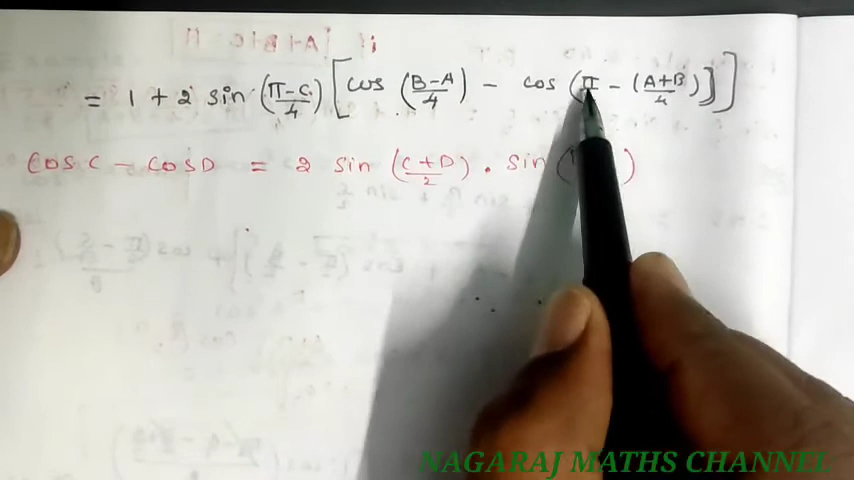 = 1 + 2 sin (π-C/4) [cos (B-A/4) - cos (π - (A+B/4))]
cos C - cos D = 2 sin (C+D/2) . sin ( )
NAGARAJ MATHS CHANNEL